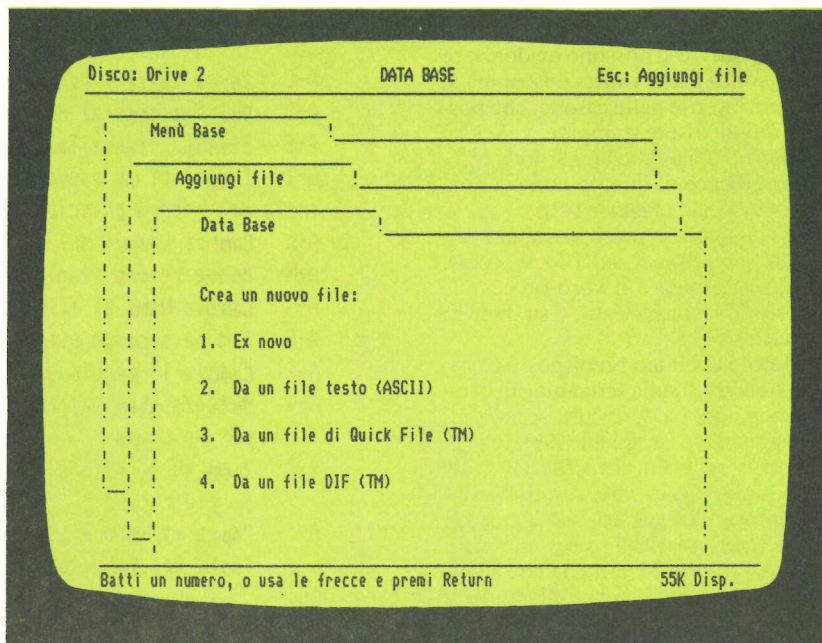 Disco: Drive 2 DATA BASE Esc: Aggiungi file
Menù Base
Aggiungi file
Data Base
Crea un nuovo file:
1. Ex novo
2. Da un file testo (ASCII)
3. Da un file di Quick File (TM)
4. Da un file DIF (TM)
Batti un numero, o usa le frecce e premi Return 55K Disp.